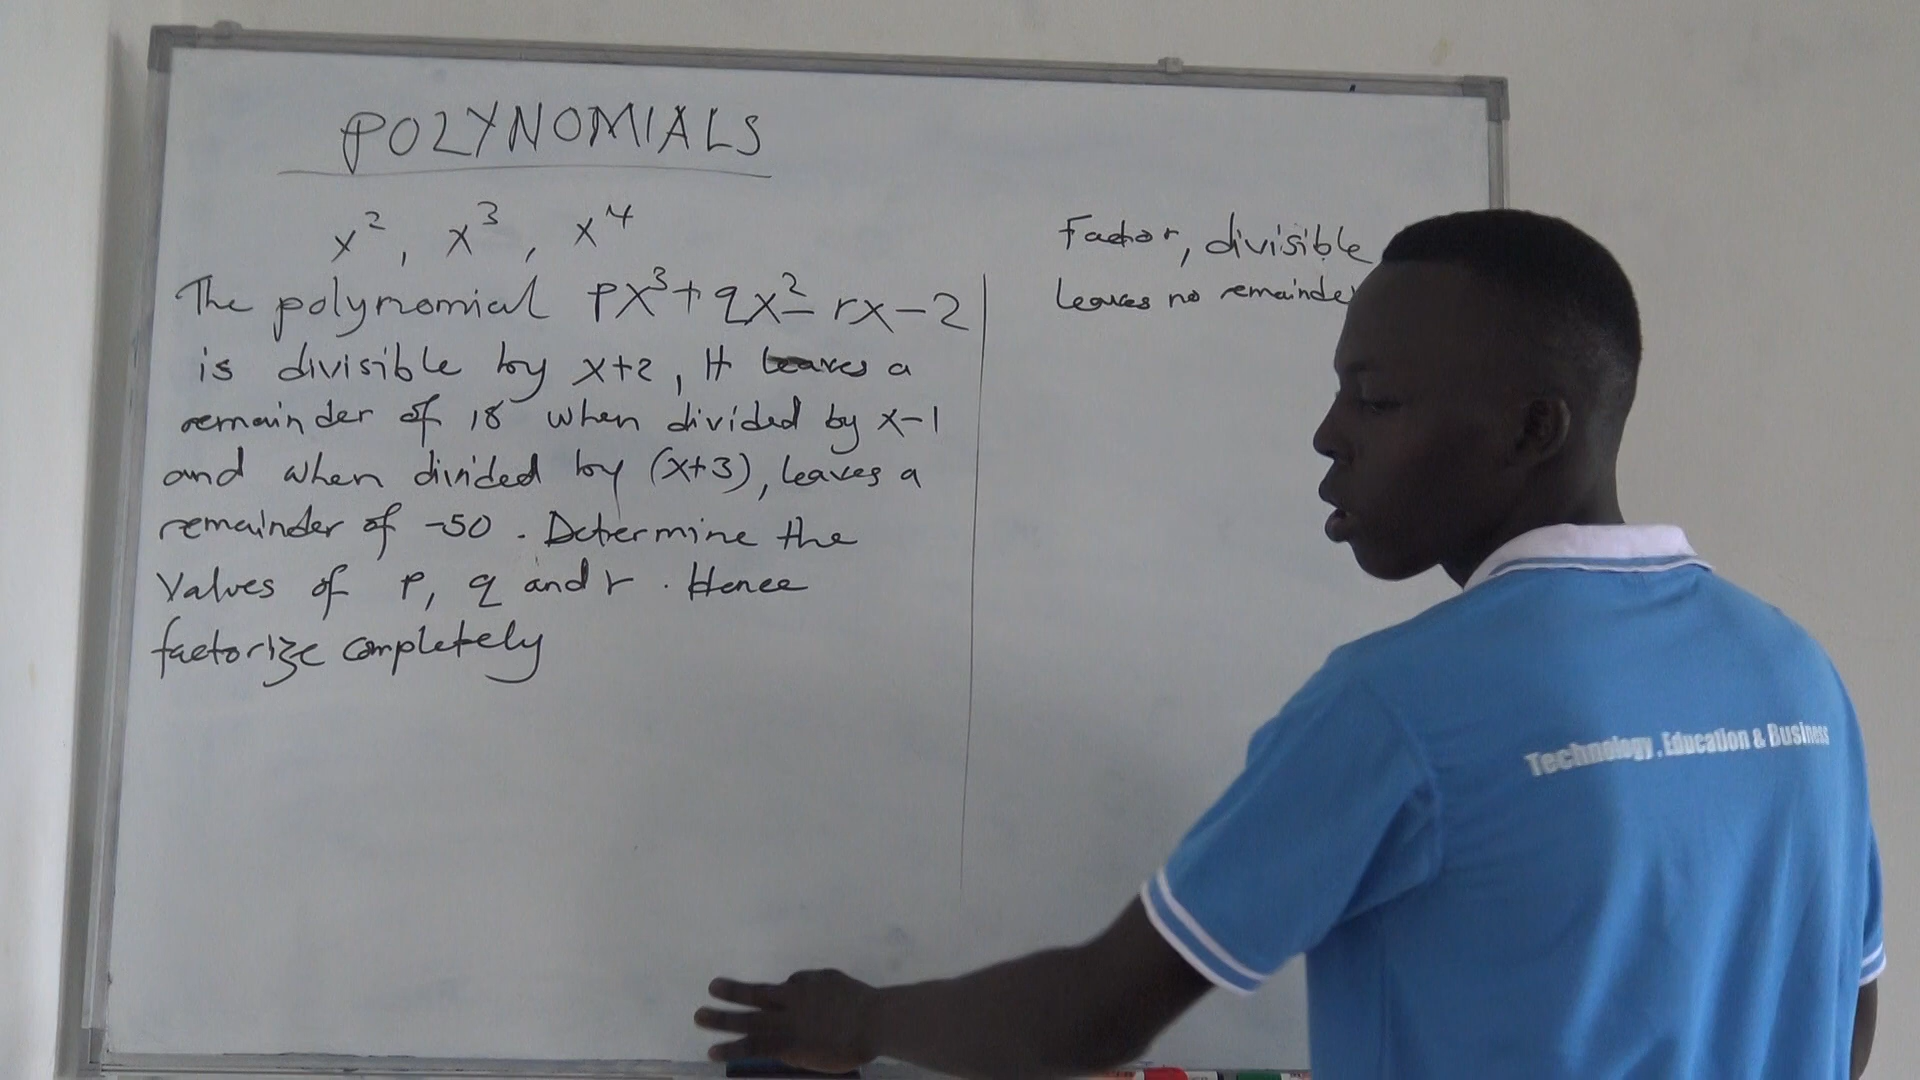 POLYNOMIALS
x², x³, x⁴
The polynomial px³+qx²-rx-2
is divisible by x+2, It leaves a
remainder of 18 when divided by x-1
and when divided by (x+3), leaves a
remainder of -50. Determine the
Values of p, q and r. Hence
factorize completely
Factor, divisible
leaves no remainder
Technology, Education & Business